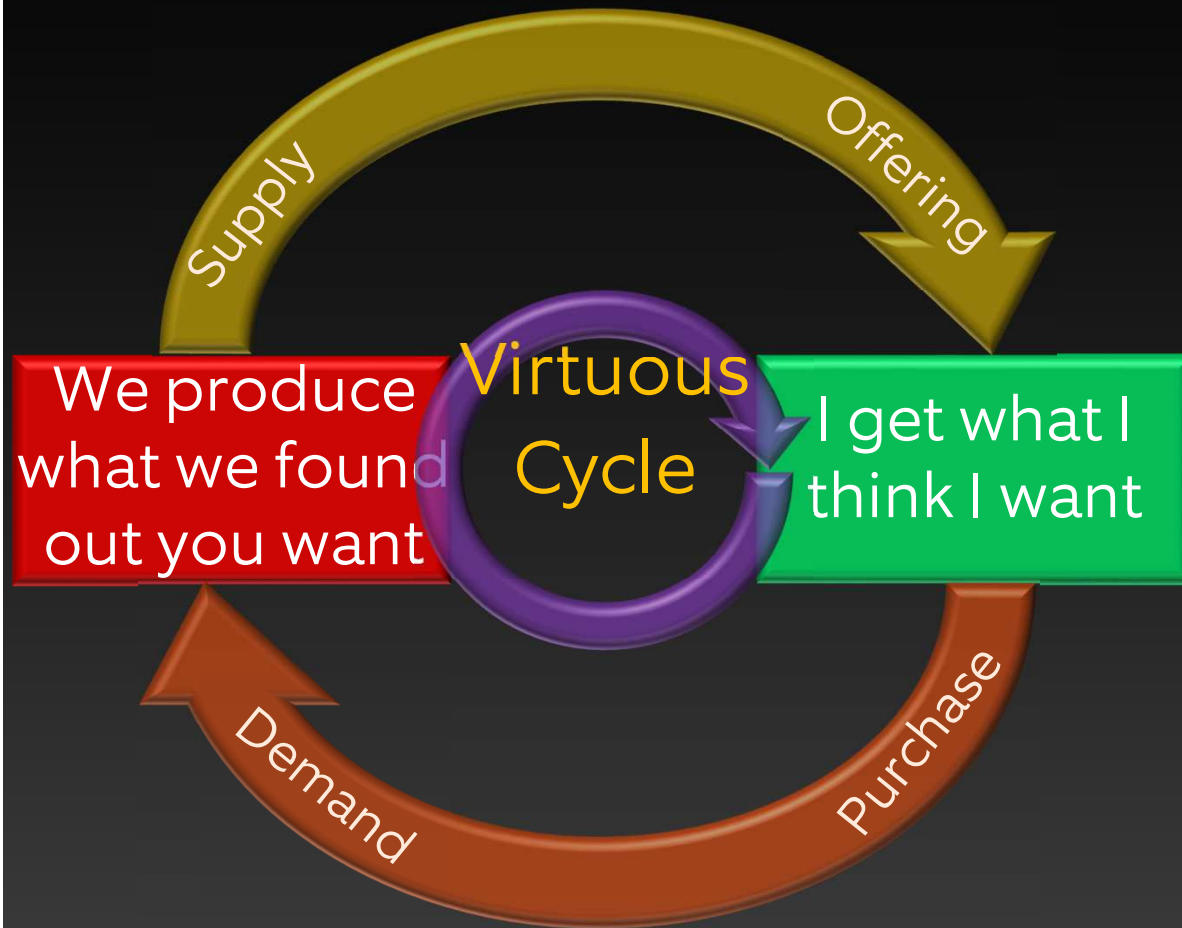 Supply
Offering
We produce
what we found
out you want
Virtuous
Cycle
I get what I
think I want
Demand
Purchase